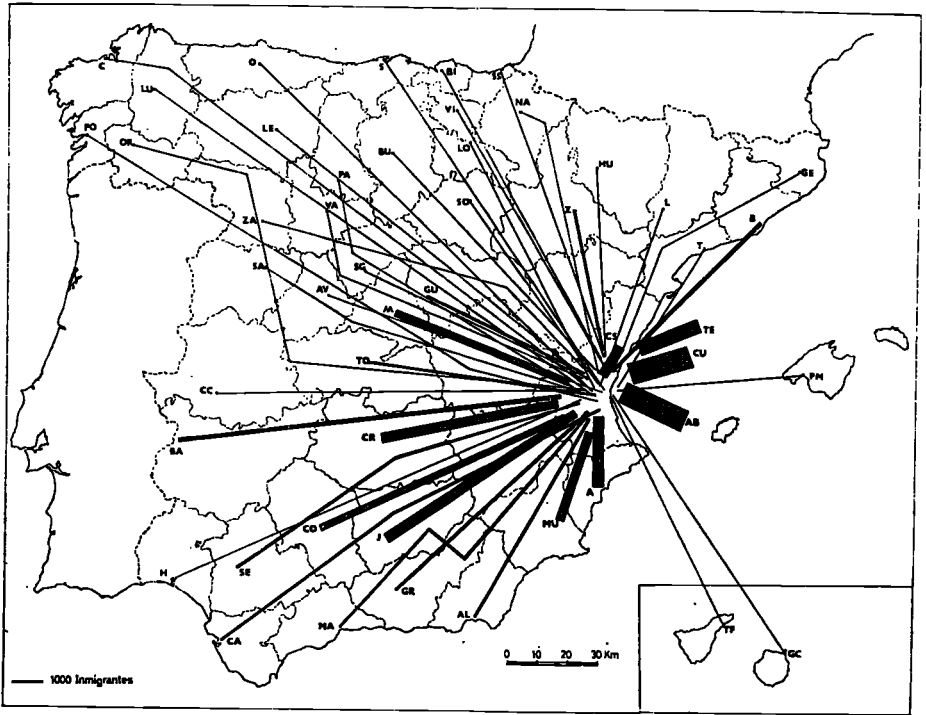 C
O
S
BI
SS
LU
VI
NA
PO
LE
OR
LO
BU
HU
PA
GE
VA
SO
Z
L
B
ZA
T
SA
SG
AV
GU
M
TE
CS
CU
TO
PM
CC
AB
CR
BA
A
CO
MU
J
SE
H
GR
AL
MA
CA
TF
GC
0 10 20 30 Km
1000 Inmigrantes